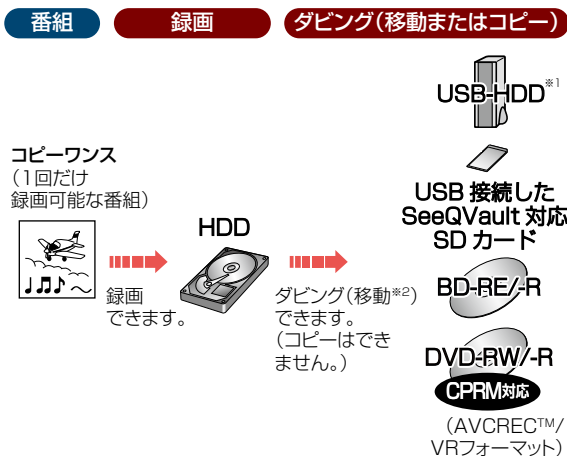 番組
録画
ダビング（移動またはコピー）
コピーワンス
（1回だけ
録画可能な番組）
録画
できます。
HDD
ダビング（移動※2）
できます。
（コピーはでき
ません。）
USB-HDD※1
USB 接続した
SeeQVault 対応
SD カード
BD-RE/-R
DVD-RW/-R
CPRM対応
（AVCREC™/
VRフォーマット）